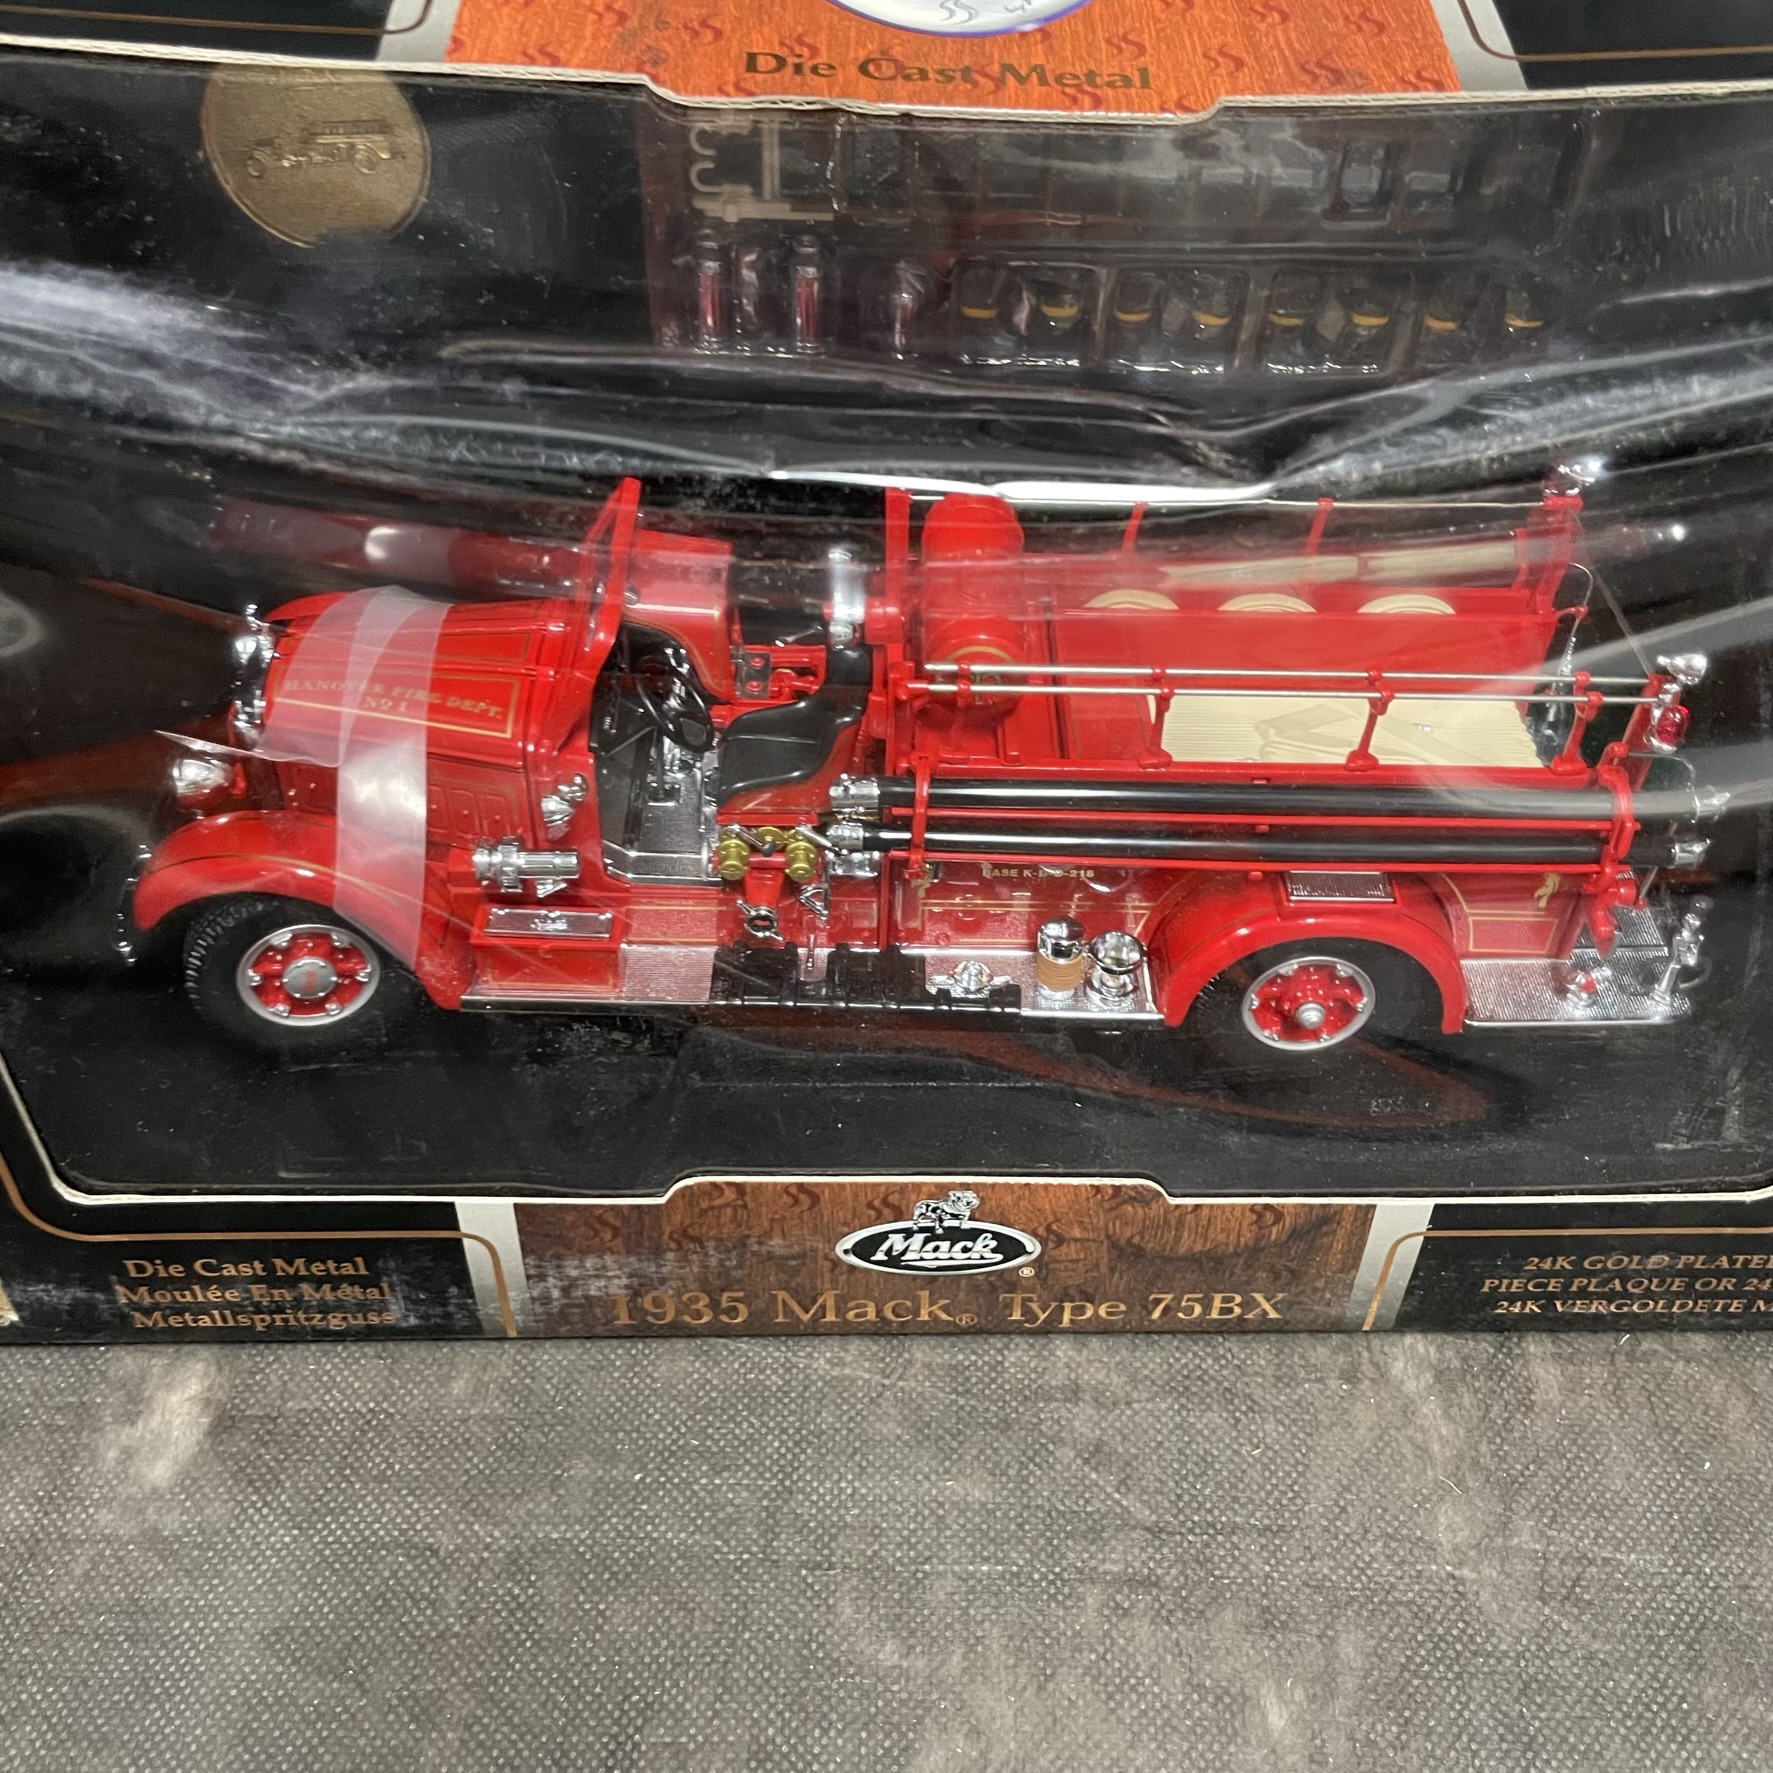 Die Cast Metal
HANOVER FIRE DEPT.
Nº 1
Mack
®
1935 Mack® Type 75BX
Die Cast Metal
Moulée En Métal
Metallspritzguss
24K GOLD PLATE
PIECE PLAQUE OR 24
24K VERGOLDETE M